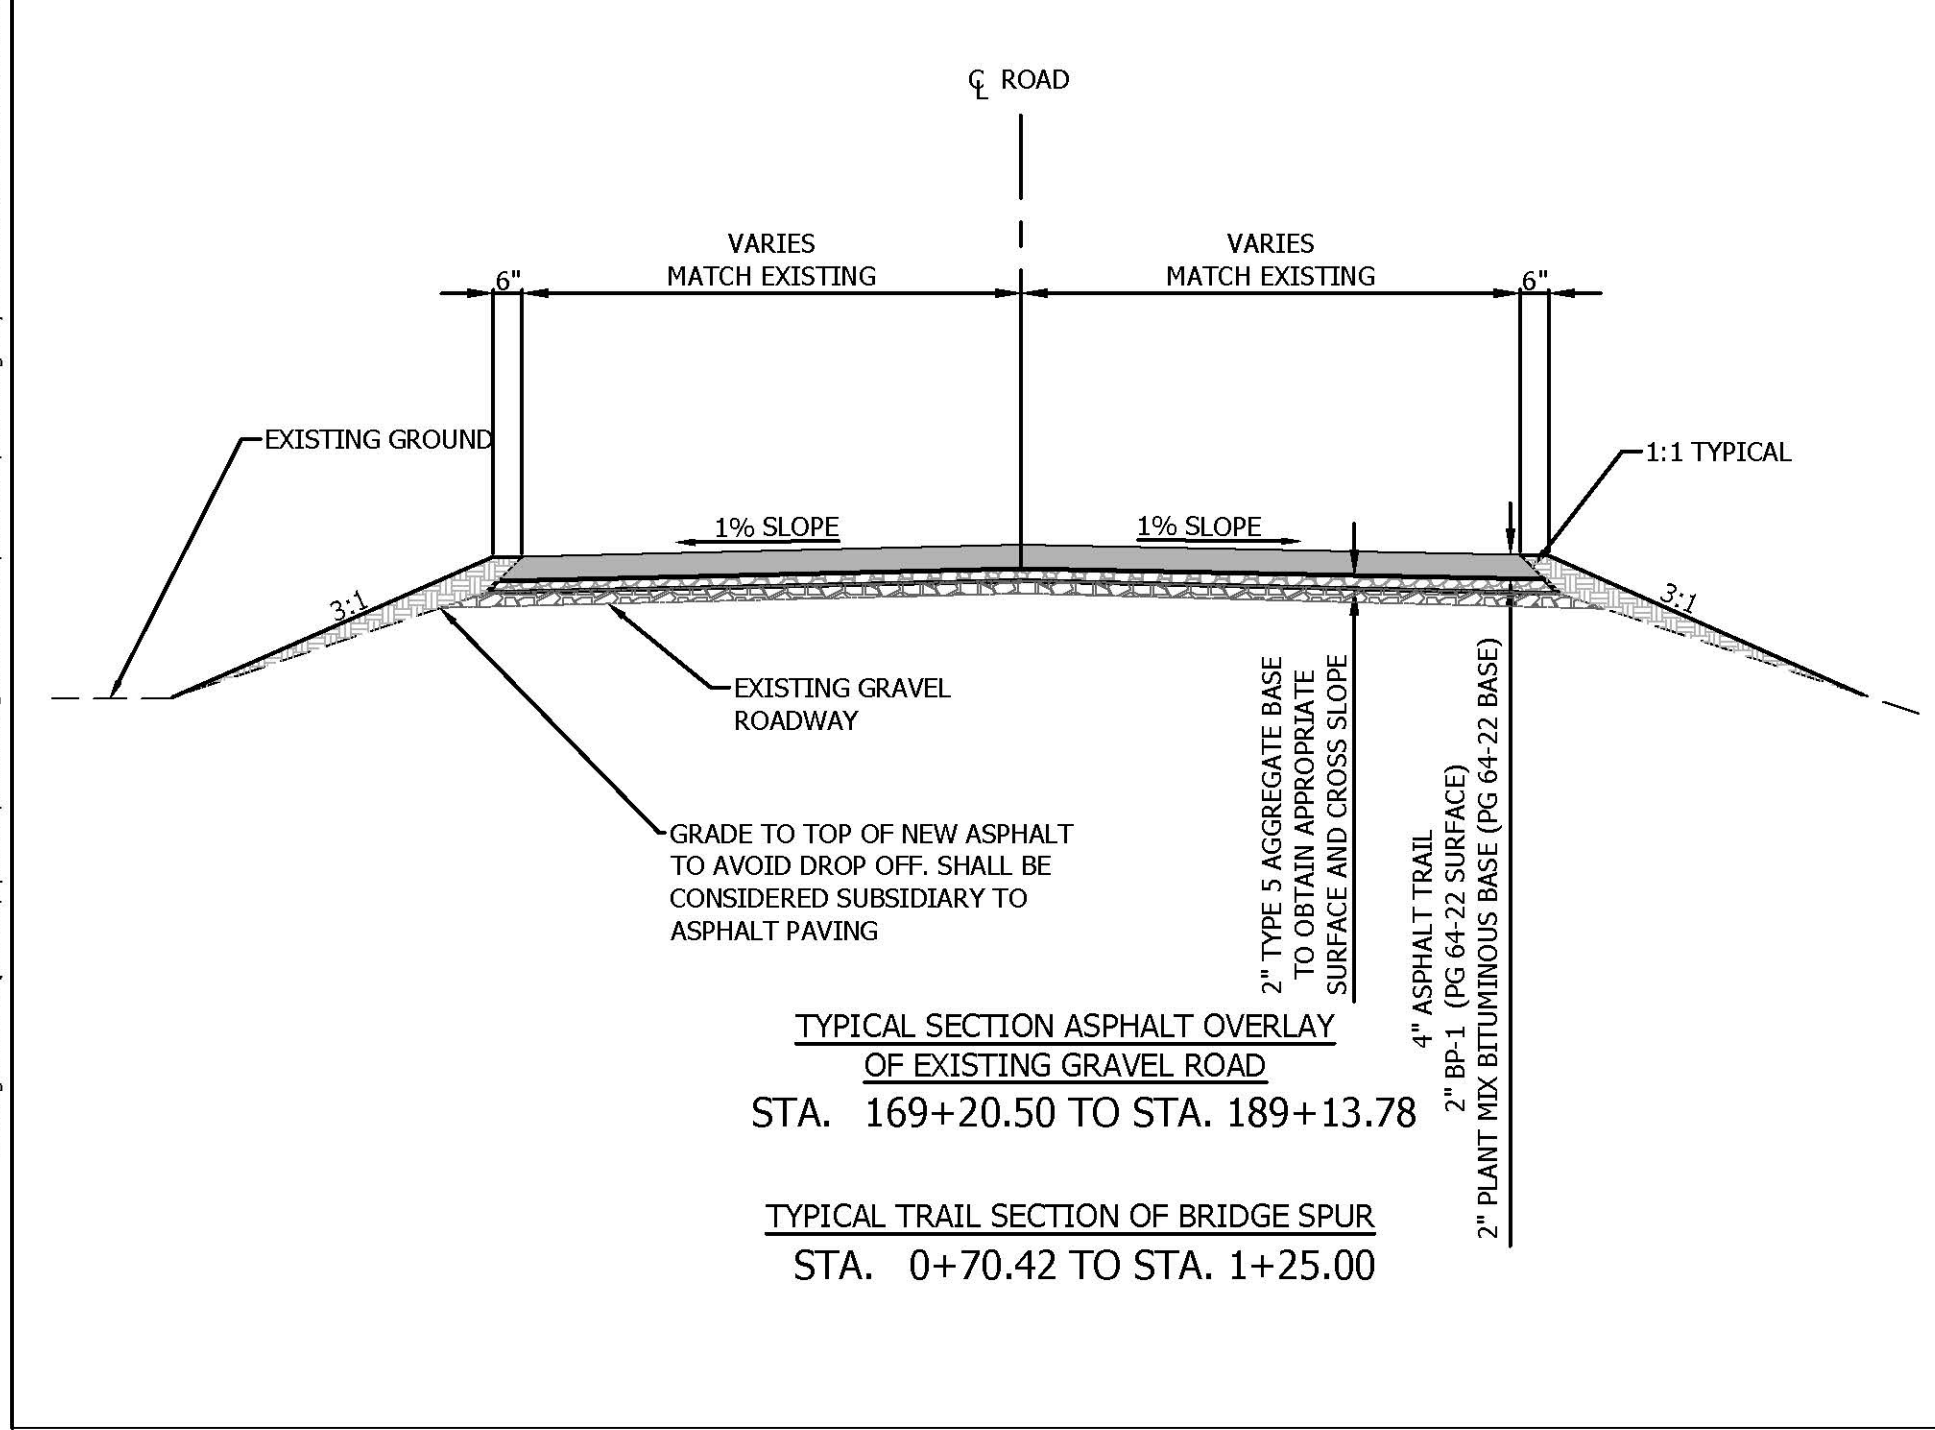 ℄ ROAD
VARIES
MATCH EXISTING
VARIES
MATCH EXISTING
6"
6"
EXISTING GROUND
1:1 TYPICAL
1% SLOPE
1% SLOPE
3:1
3:1
EXISTING GRAVEL
ROADWAY
GRADE TO TOP OF NEW ASPHALT
TO AVOID DROP OFF. SHALL BE
CONSIDERED SUBSIDIARY TO
ASPHALT PAVING
2" TYPE 5 AGGREGATE BASE
TO OBTAIN APPROPRIATE
SURFACE AND CROSS SLOPE
4" ASPHALT TRAIL
2" BP-1 (PG 64-22 SURFACE)
2" PLANT MIX BITUMINOUS BASE (PG 64-22 BASE)
TYPICAL SECTION ASPHALT OVERLAY
OF EXISTING GRAVEL ROAD
STA. 169+20.50 TO STA. 189+13.78
TYPICAL TRAIL SECTION OF BRIDGE SPUR
STA. 0+70.42 TO STA. 1+25.00